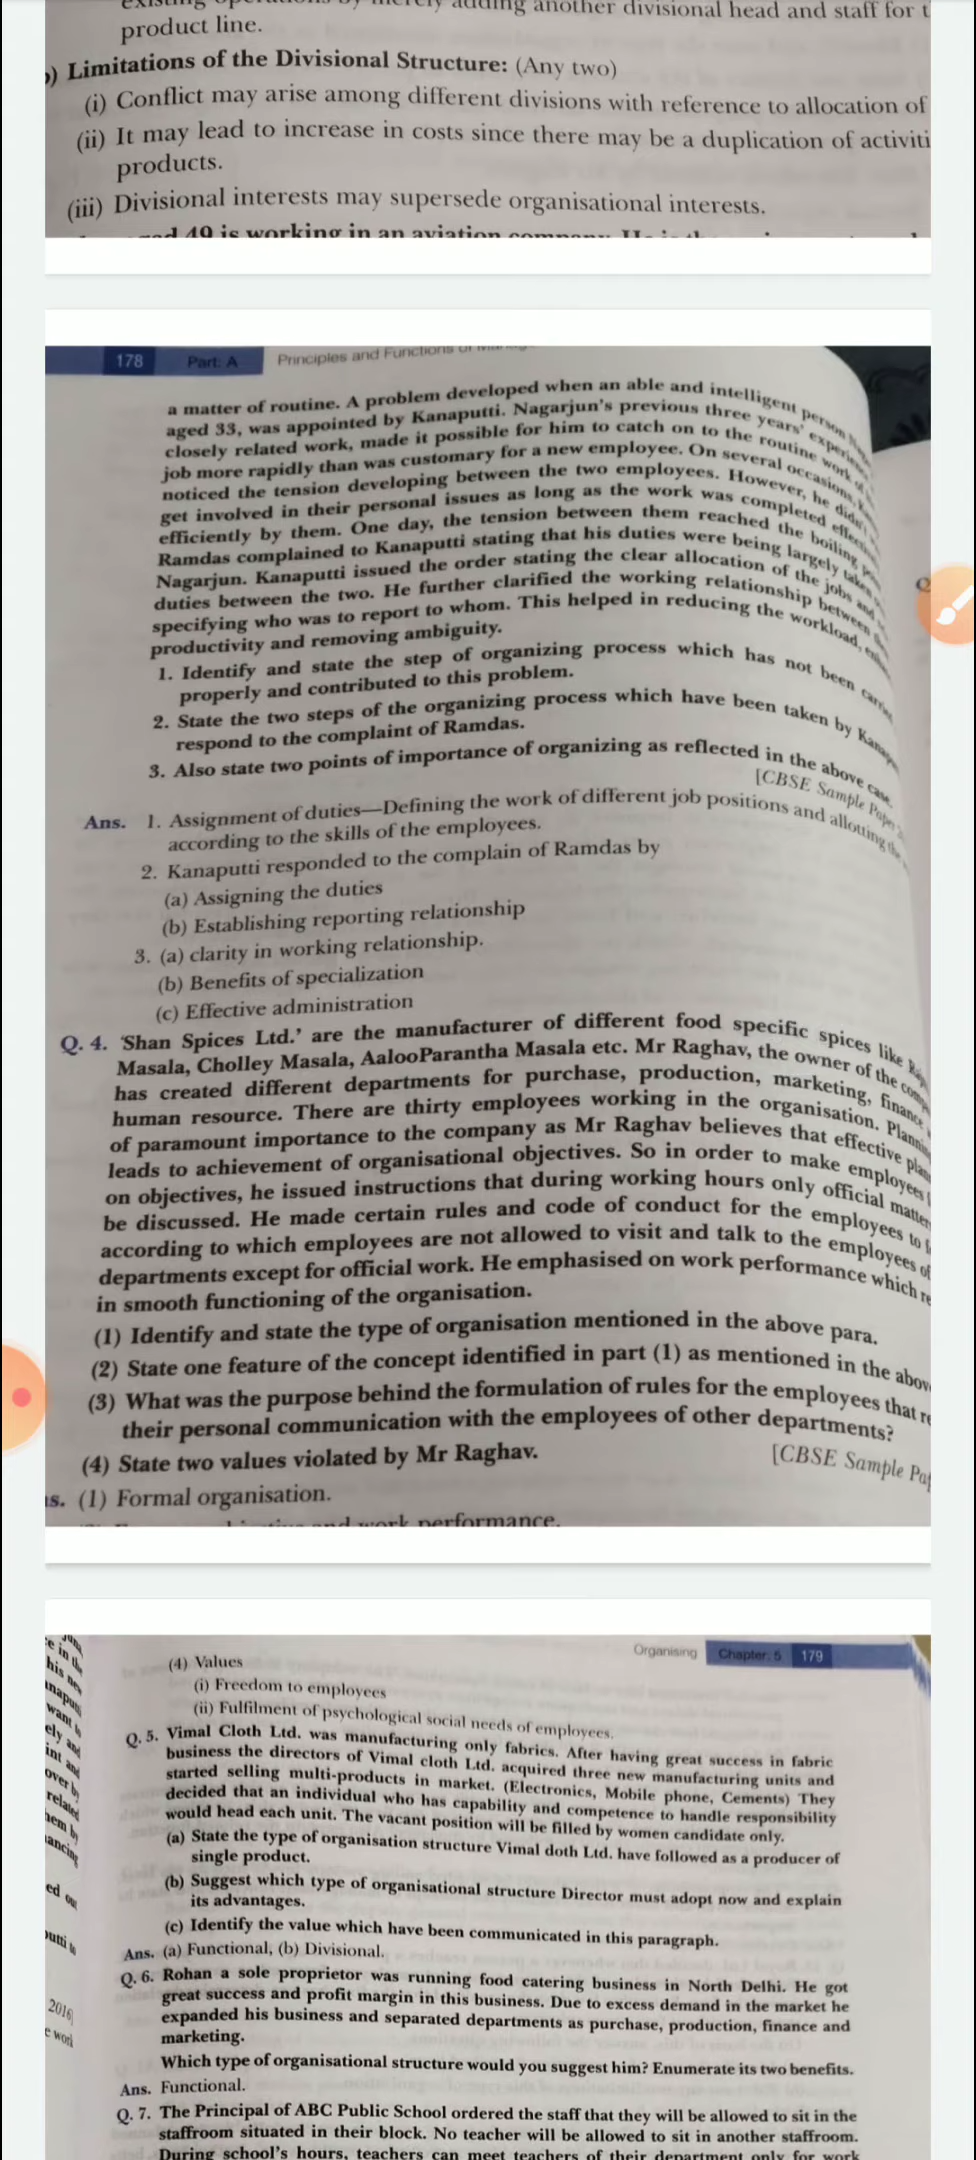 another divisional head and staff for
product line.
Limitations of the Divisional Structure: (Any two)
(i) Conflict may arise among different divisions with reference to allocation of
(ii) It may lead to increase in costs since there may be a duplication of
products.
(iii) Divisional interests may supersede organisational interests.
49 is working in an aviation
178 Part: A Principles and Functions
a matter of routine. A problem developed when an able and intelligent person
aged 33, was appointed by Kanaputti. Nagarjun's previous three years'
closely related work, made it possible for him to catch on to the routine work
job more rapidly than was customary for a new employee. On several occasions,
noticed the tension developing between the two employees. However, he
get involved in their personal issues as long as the work was completed
efficiently by them. One day, the tension between them reached the boiling
Ramdas complained to Kanaputti stating that his duties were being largely
Nagarjun. Kanaputti issued the order stating the clear allocation of the jobs and
duties between the two. He further clarified the working relationship between
specifying who was to report to whom. This helped in reducing the workload,
productivity and removing ambiguity.
1. Identify and state the step of organizing process which has not been
properly and contributed to this problem.
2. State the two steps of the organizing process which have been taken by
respond to the complaint of Ramdas.
3. Also state two points of importance of organizing as reflected in the above case.
[CBSE Sample
Ans. 1. Assignment of duties—Defining the work of different job positions and allotting
according to the skills of the employees.
2. Kanaputti responded to the complain of Ramdas by
(a) Assigning the duties
(b) Establishing reporting relationship
3. (a) clarity in working relationship.
(b) Benefits of specialization
(c) Effective administration
Q. 4. 'Shan Spices Ltd.' are the manufacturer of different food specific spices like
Masala, Cholley Masala, AalooParantha Masala etc. Mr Raghav, the owner of the
has created different departments for purchase, production, marketing, finance
human resource. There are thirty employees working in the organisation.
of paramount importance to the company as Mr Raghav believes that effective
leads to achievement of organisational objectives. So in order to make employees
on objectives, he issued instructions that during working hours only official
be discussed. He made certain rules and code of conduct for the employees to
according to which employees are not allowed to visit and talk to the employees of
departments except for official work. He emphasised on work performance which
in smooth functioning of the organisation.
(1) Identify and state the type of organisation mentioned in the above para.
(2) State one feature of the concept identified in part (1) as mentioned in the
(3) What was the purpose behind the formulation of rules for the employees that
their personal communication with the employees of other departments?
(4) State two values violated by Mr Raghav.
[CBSE Sample
(1) Formal organisation.
work performance.
Organising Chapter: 5 179
(4) Values
(i) Freedom to employees
(ii) Fulfilment of psychological social needs of employees.
Q. 5. Vimal Cloth Ltd. was manufacturing only fabrics. After having great success in fabric
business the directors of Vimal cloth Ltd. acquired three new manufacturing units and
started selling multi-products in market. (Electronics, Mobile phone, Cements) They
decided that an individual who has capability and competence to handle responsibility
would head each unit. The vacant position will be filled by women candidate only.
(a) State the type of organisation structure Vimal doth Ltd. have followed as a producer of
single product.
(b) Suggest which type of organisational structure Director must adopt now and explain
its advantages.
(c) Identify the value which have been communicated in this paragraph.
Ans. (a) Functional, (b) Divisional.
Q. 6. Rohan a sole proprietor was running food catering business in North Delhi. He got
great success and profit margin in this business. Due to excess demand in the market he
expanded his business and separated departments as purchase, production, finance and
marketing.
Which type of organisational structure would you suggest him? Enumerate its two benefits.
Ans. Functional.
Q. 7. The Principal of ABC Public School ordered the staff that they will be allowed to sit in the
staffroom situated in their block. No teacher will be allowed to sit in another staffroom.
During school's hours, teachers can meet teachers of their department only for work